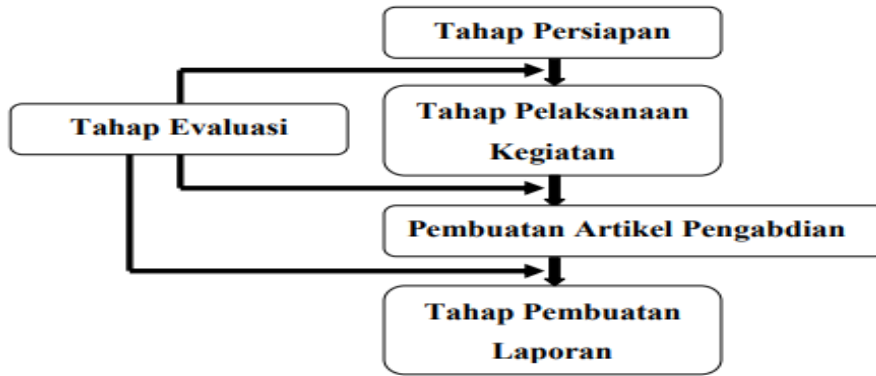 Tahap Persiapan
Tahap Evaluasi
Tahap Pelaksanaan
Kegiatan
Pembuatan Artikel Pengabdian
Tahap Pembuatan
Laporan